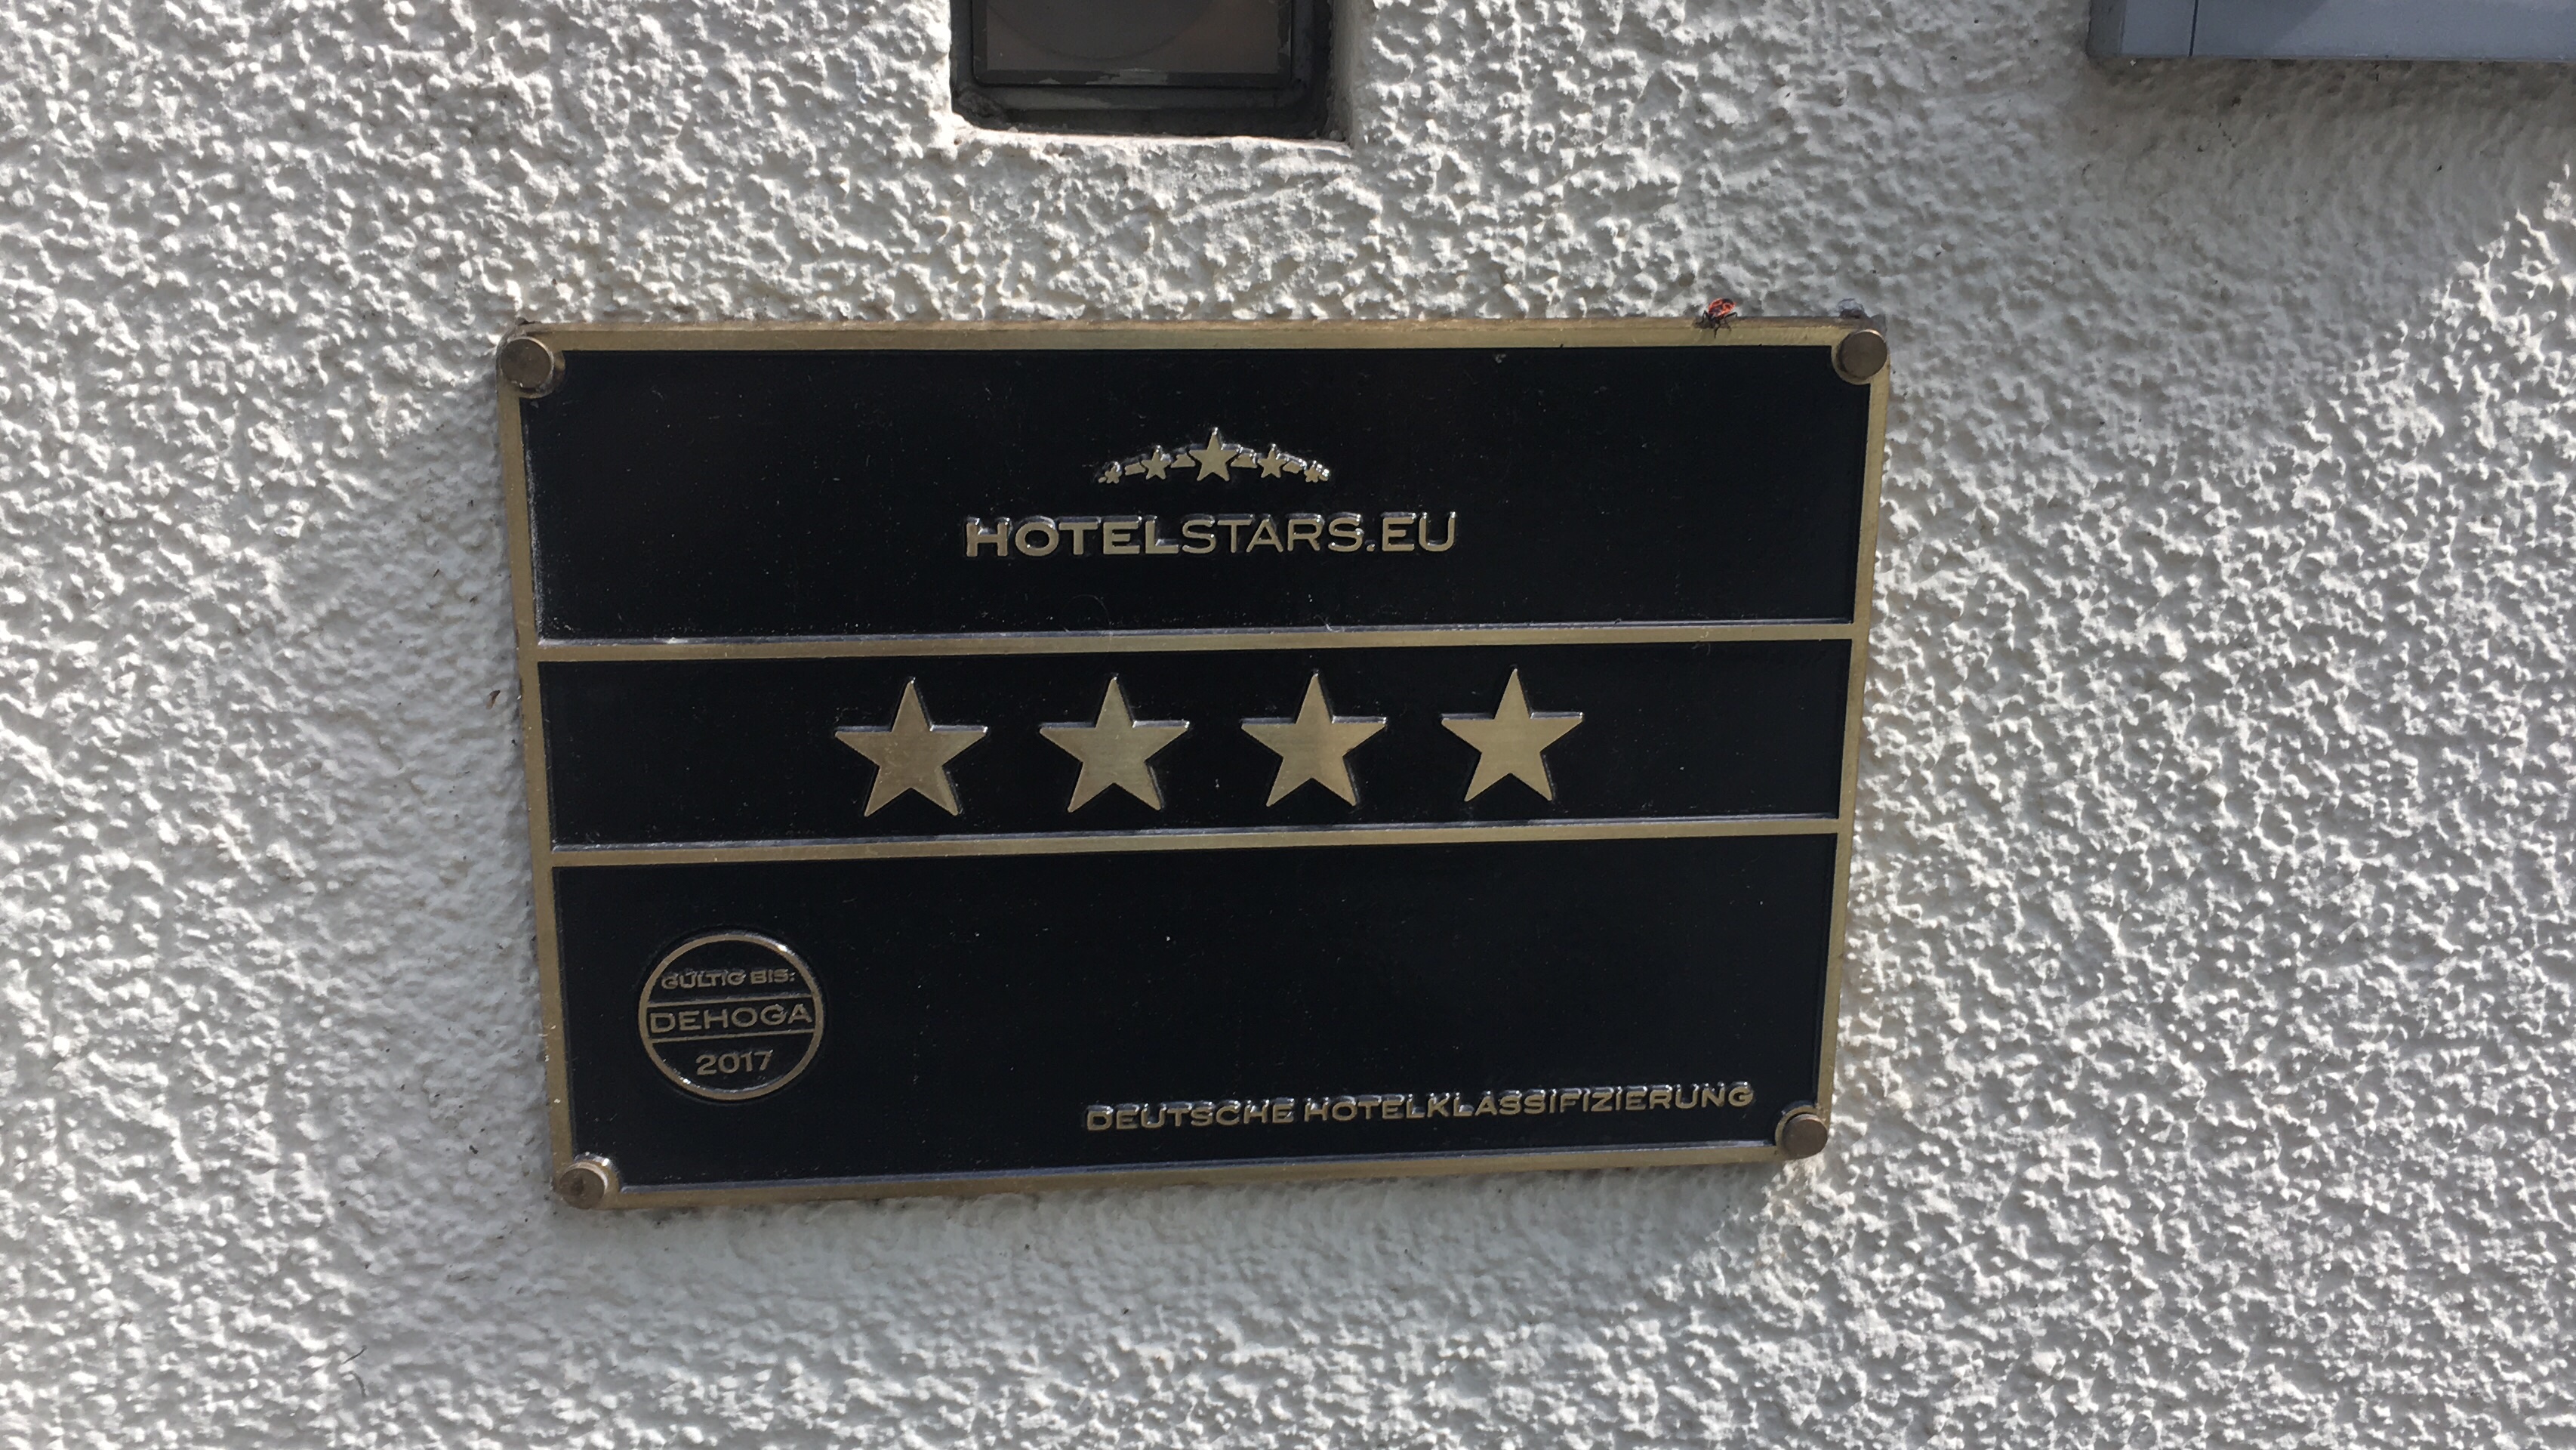 HOTELSTARS.EU
GÜLTIG BIS:
DEHOGA
2017
DEUTSCHE HOTELKLASSIFIZIERUNG